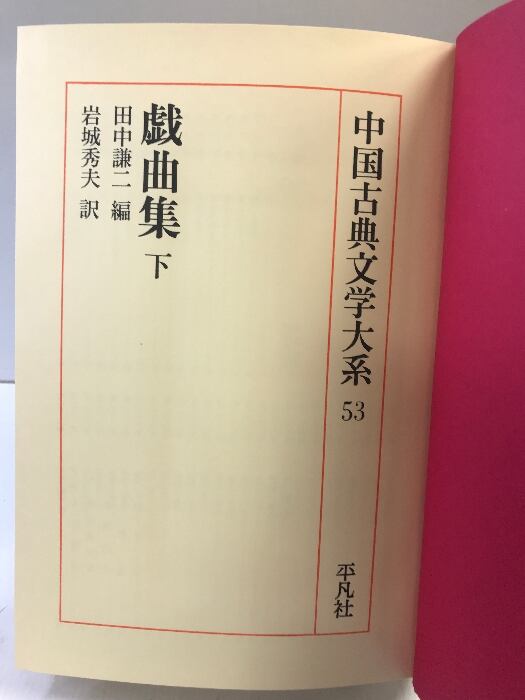 中国古典文学大系 53
平凡社
戯曲集 下
田中謙二 編
岩城秀夫 訳